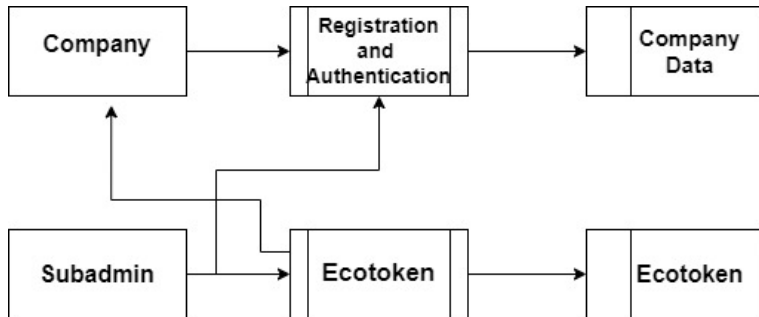 Company
Registration
and
Authentication
Company
Data
Subadmin
Ecotoken
Ecotoken